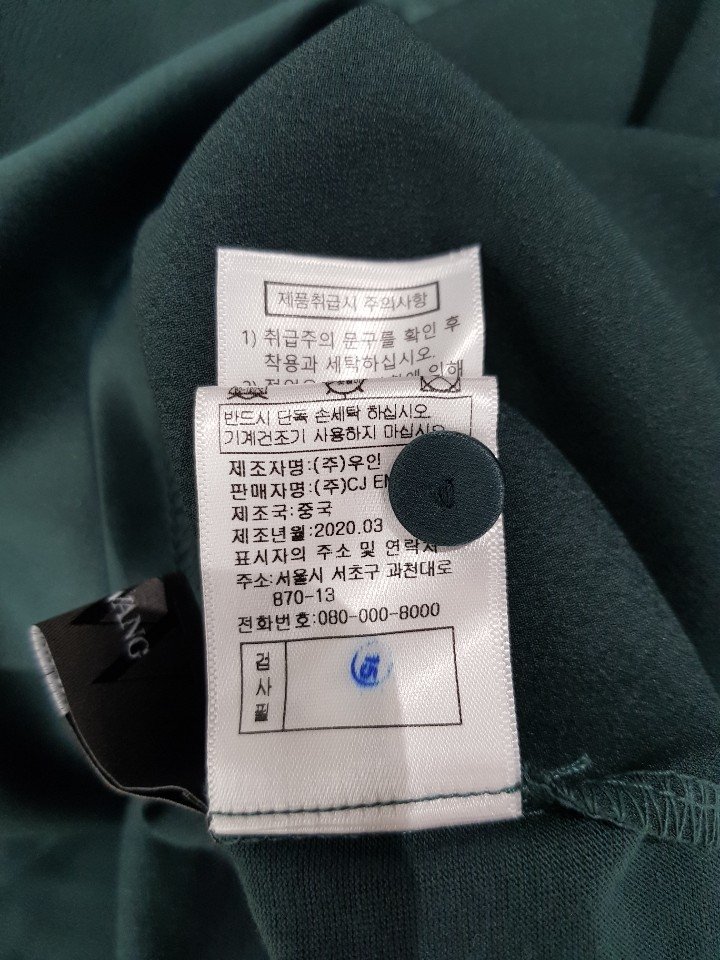 제품취급시 주의사항
1) 취급주의 문구를 확인 후
착용과 세탁하십시오.
의해
반드시 단독 손세탁 하십시오.
기계건조기 사용하지 마십시오.
제조자명:(주)우인
판매자명:(주)CJ
제조국:중국
제조년월:2020.03
표시자의 주소 및 연락처
주소:서울시 서초구 과천대로
870-13
전화번호:080-000-8000
검
사
필